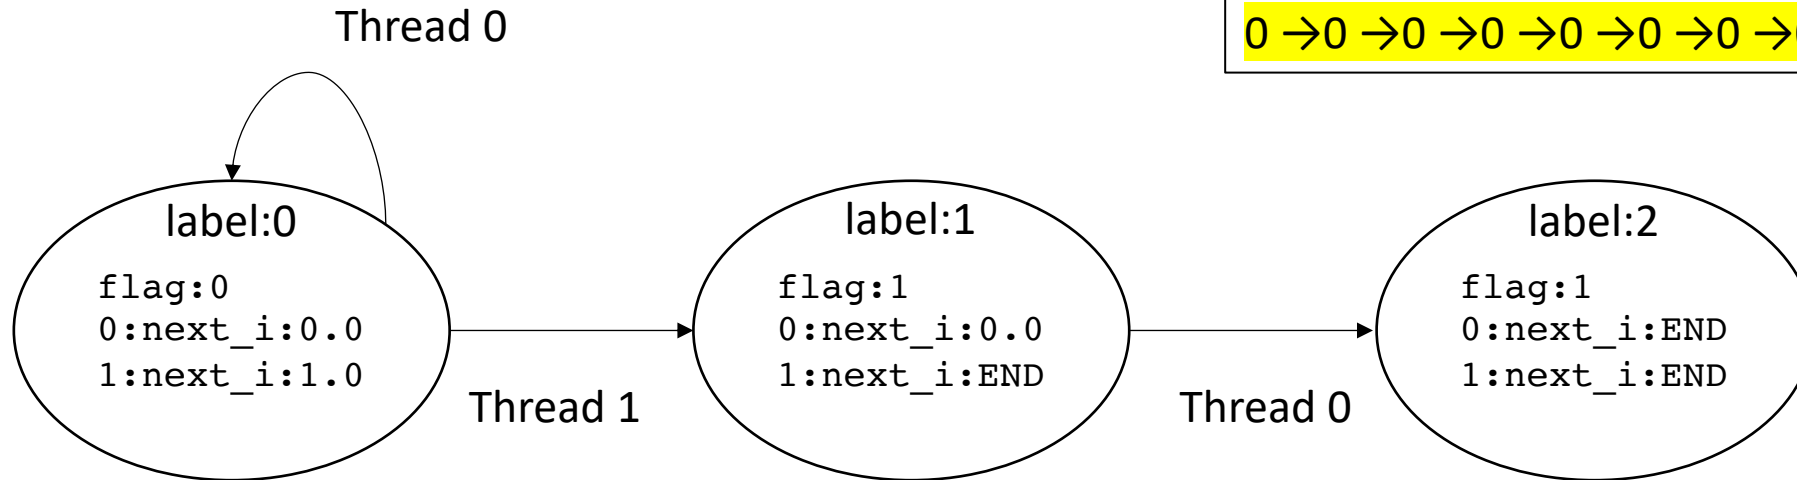 Thread 0
0 →0 →0 →0 →0 →0 →0 →
label:0
flag:0
0:next_i:0.0
1:next_i:1.0
Thread 1
label:1
flag:1
0:next_i:0.0
1:next_i:END
Thread 0
label:2
flag:1
0:next_i:END
1:next_i:END